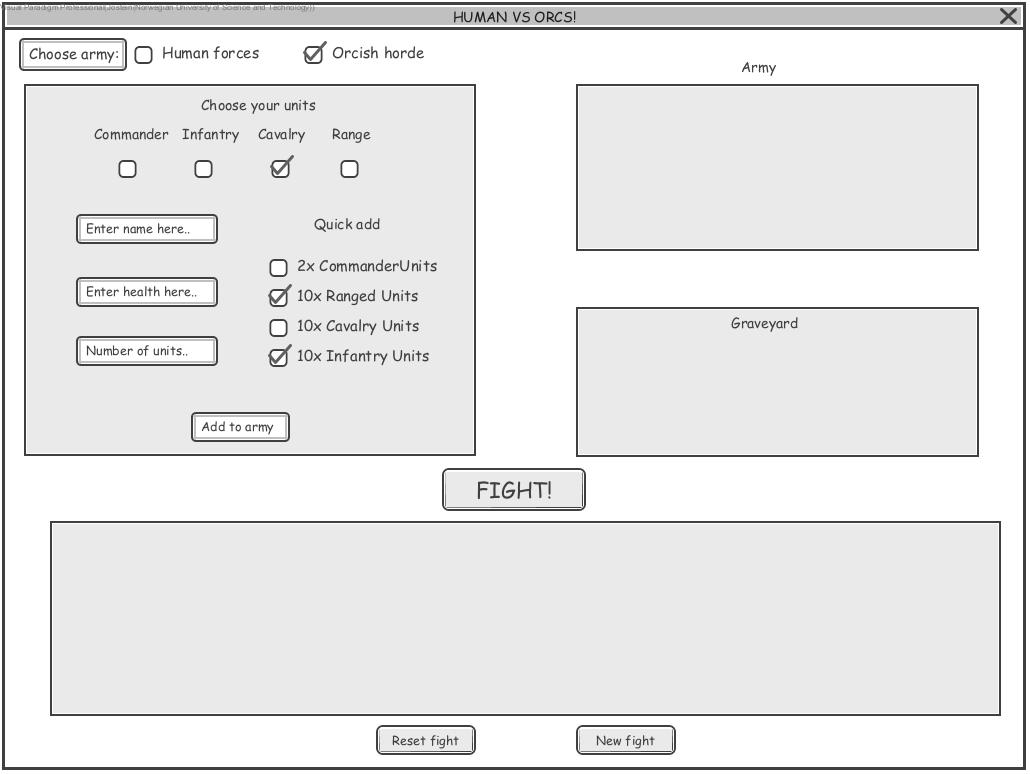 Visual Paradigm Professional(Jostein(Norwegian University of Science and Technology))
HUMAN VS ORCS!
Choose army:
Human forces
Orcish horde
Army
Choose your units
Commander
Infantry
Cavalry
Range
Enter name here..
Quick add
2x CommanderUnits
Enter health here..
10x Ranged Units
10x Cavalry Units
Number of units..
10x Infantry Units
Graveyard
Add to army
FIGHT!
Reset fight
New fight